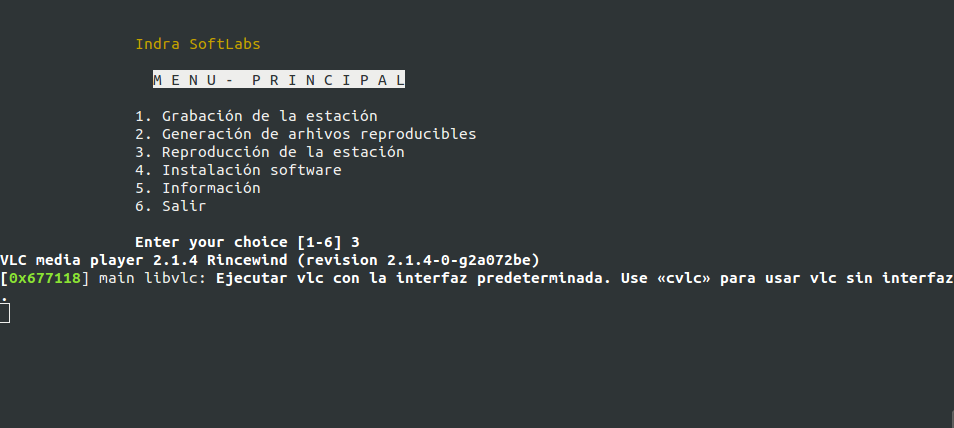 Indra SoftLabs
M E N U - P R I N C I P A L
1. Grabación de la estación
2. Generación de arhivos reproducibles
3. Reproducción de la estación
4. Instalación software
5. Información
6. Salir
Enter your choice [1-6] 3
VLC media player 2.1.4 Rincewind (revision 2.1.4-0-g2a072be)
[0x677118] main libvlc: Ejecutar vlc con la interfaz predeterminada. Use «cvlc» para usar vlc sin interfaz
.